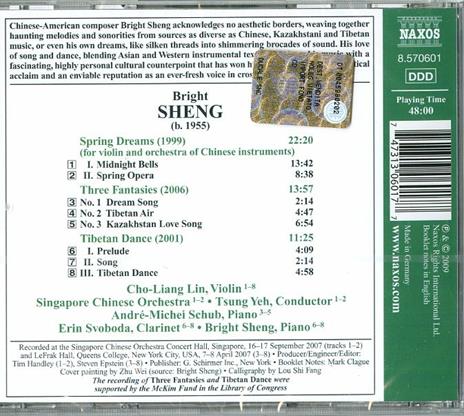 Chinese-American composer Bright Sheng acknowledges no aesthetic borders, weaving together
haunting melodies and sonorities from sources as diverse as Chinese, Kazakhstani and Tibetan
music, or even his own dreams, like silken threads into shimmering brocades of sound. His love
of song and dance, blending Asian and Western instrumental
fascinating, highly personal cultural counterpoint that has
acclaim and an enviable reputation as an ever-fresh voice in
NAXOS
8.570601
DDD
Playing Time
48:00
Bright
SHENG
(b. 1955)
Spring Dreams (1999) 22:20
(for violin and orchestra of Chinese instruments)
1 I. Midnight Bells 13:42
2 II. Spring Opera 8:38
Three Fantasies (2006) 13:57
3 No. 1 Dream Song 2:14
4 No. 2 Tibetan Air 4:47
5 No. 3 Kazakhstan Love Song 6:54
Tibetan Dance (2001) 11:25
6 I. Prelude 4:09
7 II. Song 2:14
8 III. Tibetan Dance 4:58
Cho-Liang Lin, Violin 1–8
Singapore Chinese Orchestra 1–2 • Tsung Yeh, Conductor 1–2
André-Michel Schub, Piano 3–5
Erin Svoboda, Clarinet 6–8 • Bright Sheng, Piano 6–8
Recorded at the Singapore Chinese Orchestra Concert Hall, Singapore, 16–17 September 2007 (tracks 1–2)
and LeFrak Hall, Queens College, New York City, USA, 7–8 April 2007 (3–8) • Producer/Engineer/Editor:
Tim Handley (1–2), Steven Epstein (3–8) • Publisher: G. Schirmer Inc., New York • Booklet Notes: Mark Clague
Cover painting by Zhu Wei (source: Bright Sheng) • Calligraphy by Lou Shi Fang
The recording of Three Fantasies and Tibetan Dance were
supported by the McKim Fund in the Library of Congress
7 47313 06017 7
www.naxos.com
Made in Germany
Booklet notes in English
Naxos Rights International Ltd.
℗ & © 2009